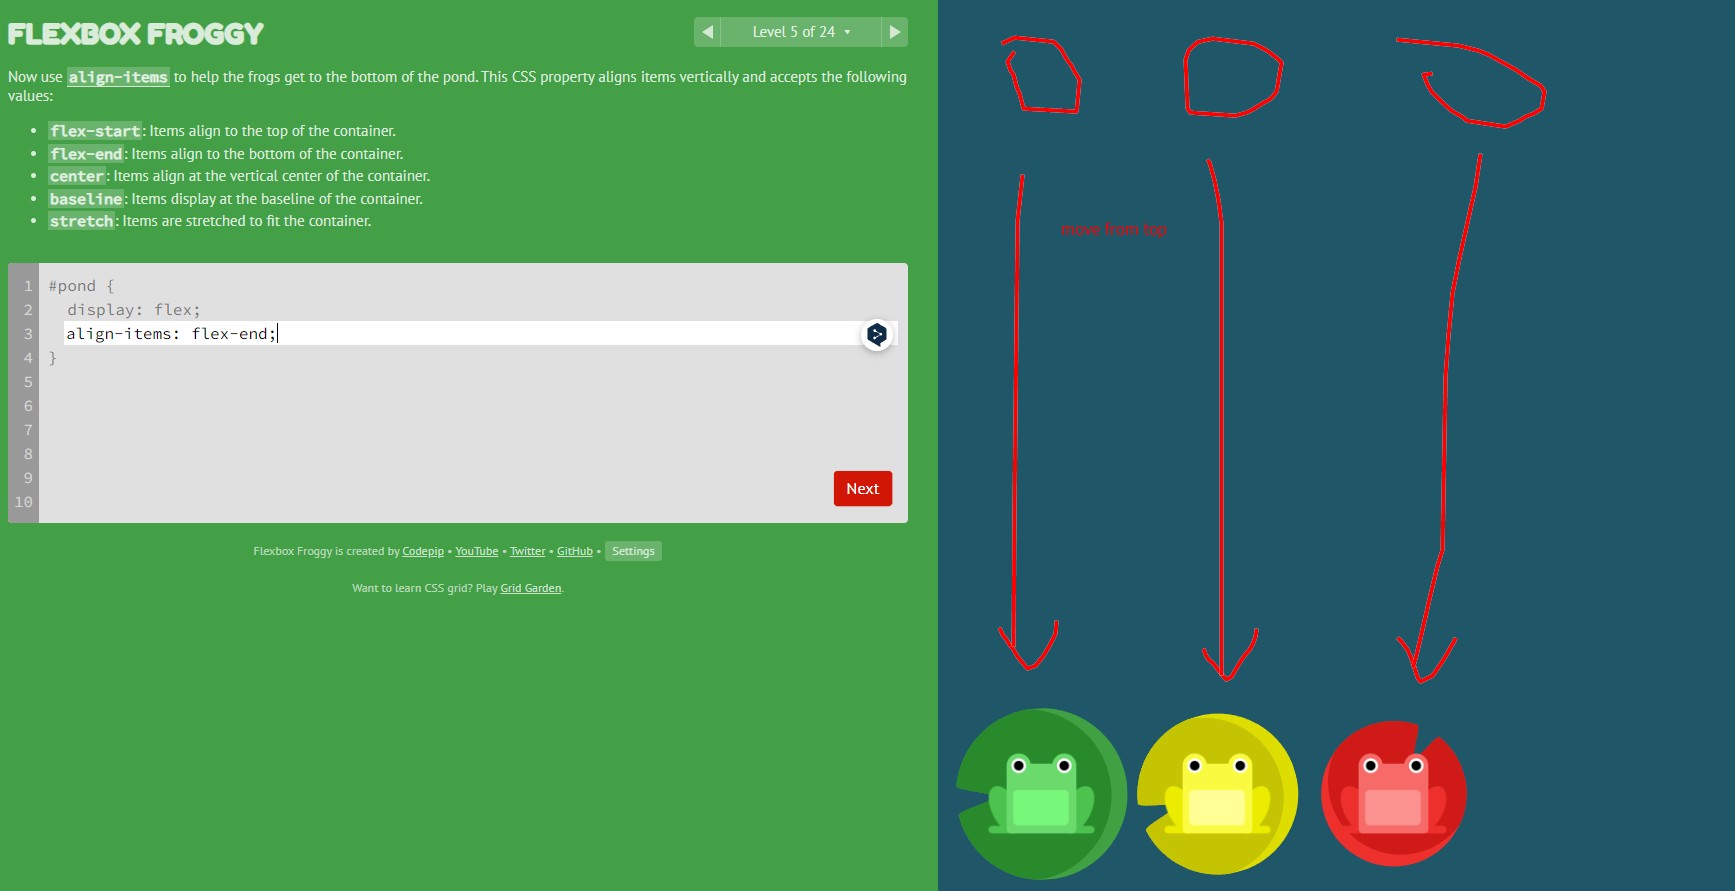 FLEXBOX FROGGY
Level 5 of 24
Now use align-items to help the frogs get to the bottom of the pond. This CSS property aligns items vertically and accepts the following
values:
flex-start: Items align to the top of the container.
flex-end: Items align to the bottom of the container.
center: Items align at the vertical center of the container.
baseline: Items display at the baseline of the container.
stretch: Items are stretched to fit the container.
move from top
1 #pond {
2 display: flex;
3 align-items: flex-end;
4 }
5
6
7
8
9
10
Next
Flexbox Froggy is created by Codepip • YouTube • Twitter • GitHub • Settings
Want to learn CSS grid? Play Grid Garden.